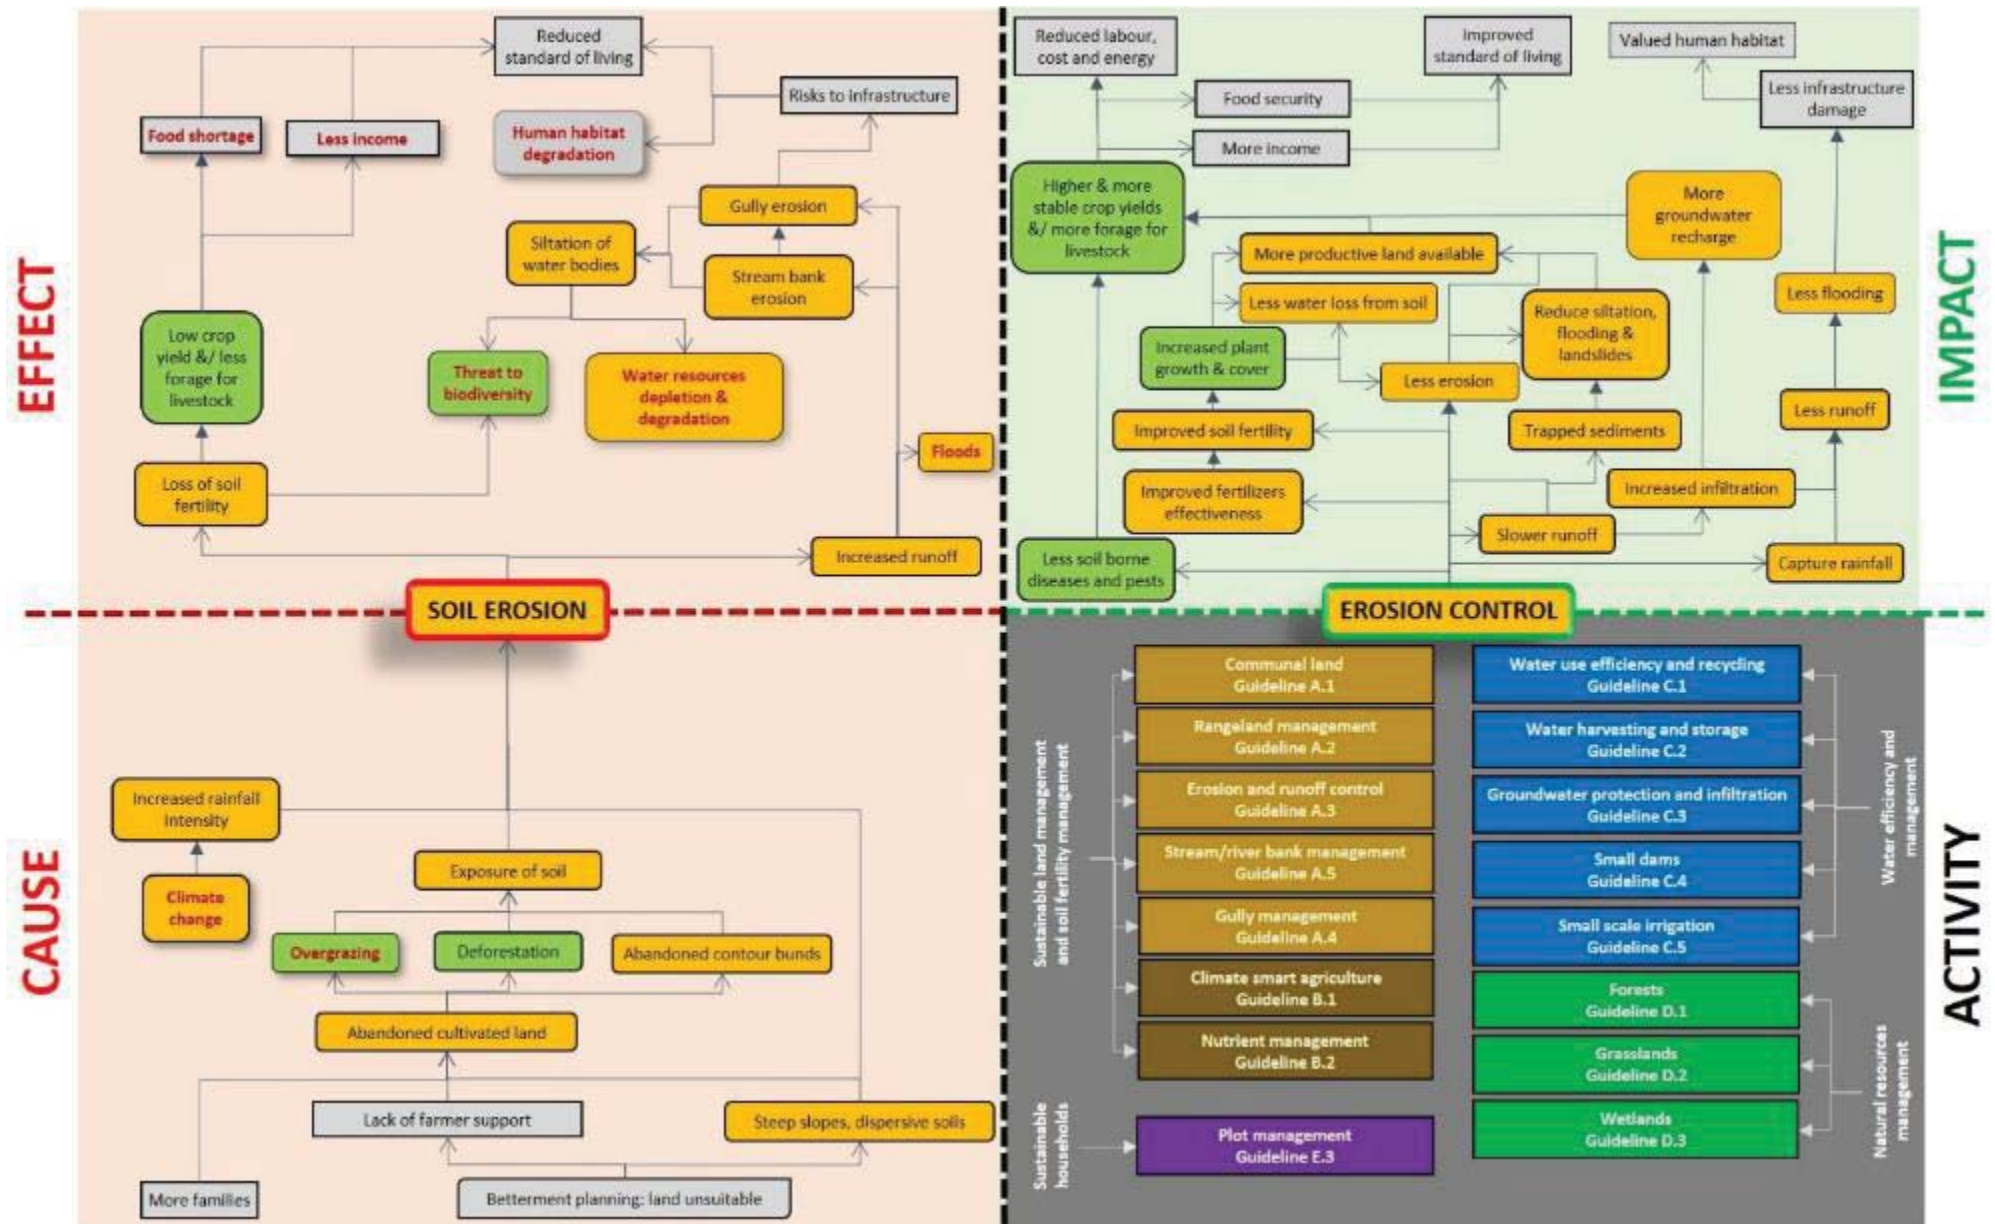 EFFECT
Reduced
standard of living
Risks to infrastructure
Food shortage
Less income
Human habitat
degradation
Gully erosion
Siltation of
water bodies
Stream bank
erosion
Low crop
yield &/ less
forage for
livestock
Threat to
biodiversity
Water resources
depletion &
degradation
Floods
Loss of soil
fertility
Increased runoff
SOIL EROSION
IMPACT
Reduced labour,
cost and energy
Improved
standard of living
Valued human habitat
Food security
Less infrastructure
damage
More income
Higher & more
stable crop yields
&/ more forage for
livestock
More
groundwater
recharge
More productive land available
Less water loss from soil
Reduce siltation,
flooding &
landslides
Less flooding
Increased plant
growth & cover
Less erosion
Less runoff
Improved soil fertility
Trapped sediments
Improved fertilizers
effectiveness
Increased infiltration
Slower runoff
Less soil borne
diseases and pests
Capture rainfall
EROSION CONTROL
CAUSE
Increased rainfall
intensity
Climate
change
Exposure of soil
Overgrazing
Deforestation
Abandoned contour bunds
Abandoned cultivated land
Lack of farmer support
Steep slopes, dispersive soils
More families
Betterment planning: land unsuitable
ACTIVITY
Sustainable land management
and soil fertility management
Communal land
Guideline A.1
Rangeland management
Guideline A.2
Erosion and runoff control
Guideline A.3
Stream/river bank management
Guideline A.5
Gully management
Guideline A.4
Climate smart agriculture
Guideline B.1
Nutrient management
Guideline B.2
Sustainable
households
Plot management
Guideline E.3
Water use efficiency and recycling
Guideline C.1
Water harvesting and storage
Guideline C.2
Groundwater protection and infiltration
Guideline C.3
Small dams
Guideline C.4
Small scale irrigation
Guideline C.5
Water efficiency and
management
Forests
Guideline D.1
Grasslands
Guideline D.2
Wetlands
Guideline D.3
Natural resources
management